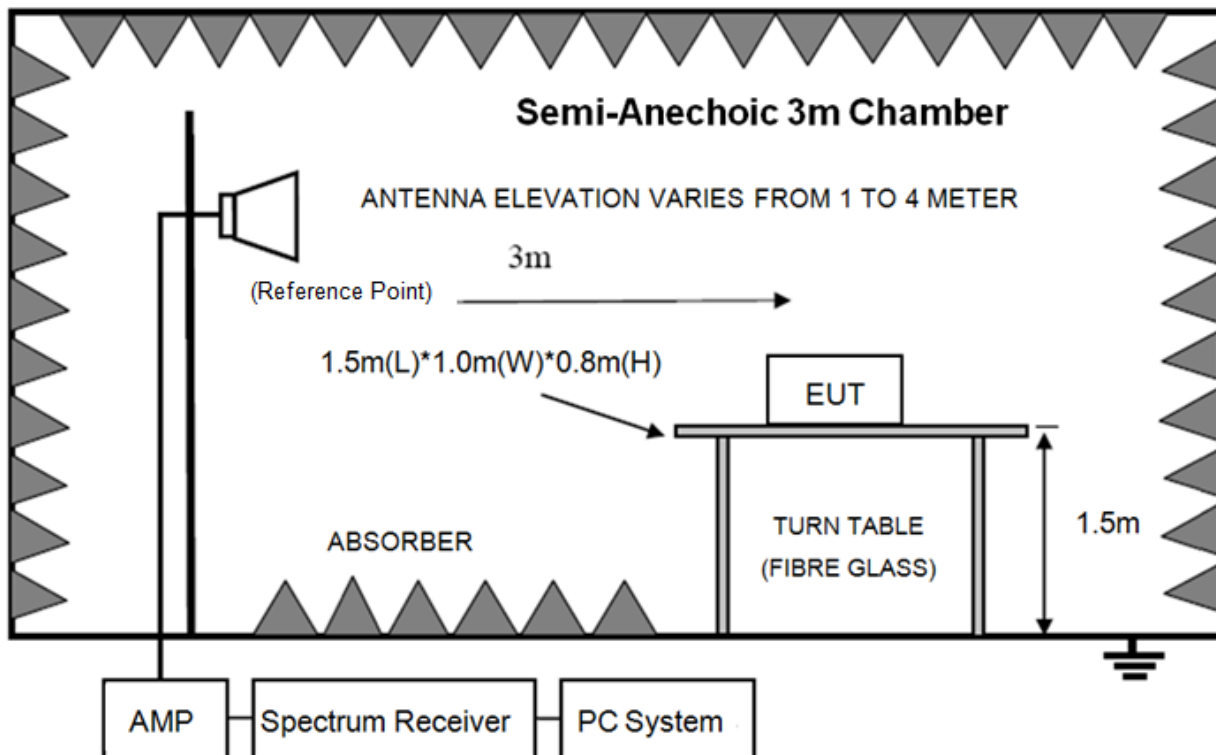 Semi-Anechoic 3m Chamber
ANTENNA ELEVATION VARIES FROM 1 TO 4 METER
3m
(Reference Point)
1.5m(L)*1.0m(W)*0.8m(H)
EUT
TURN TABLE
(FIBRE GLASS)
1.5m
ABSORBER
AMP
Spectrum Receiver
PC System